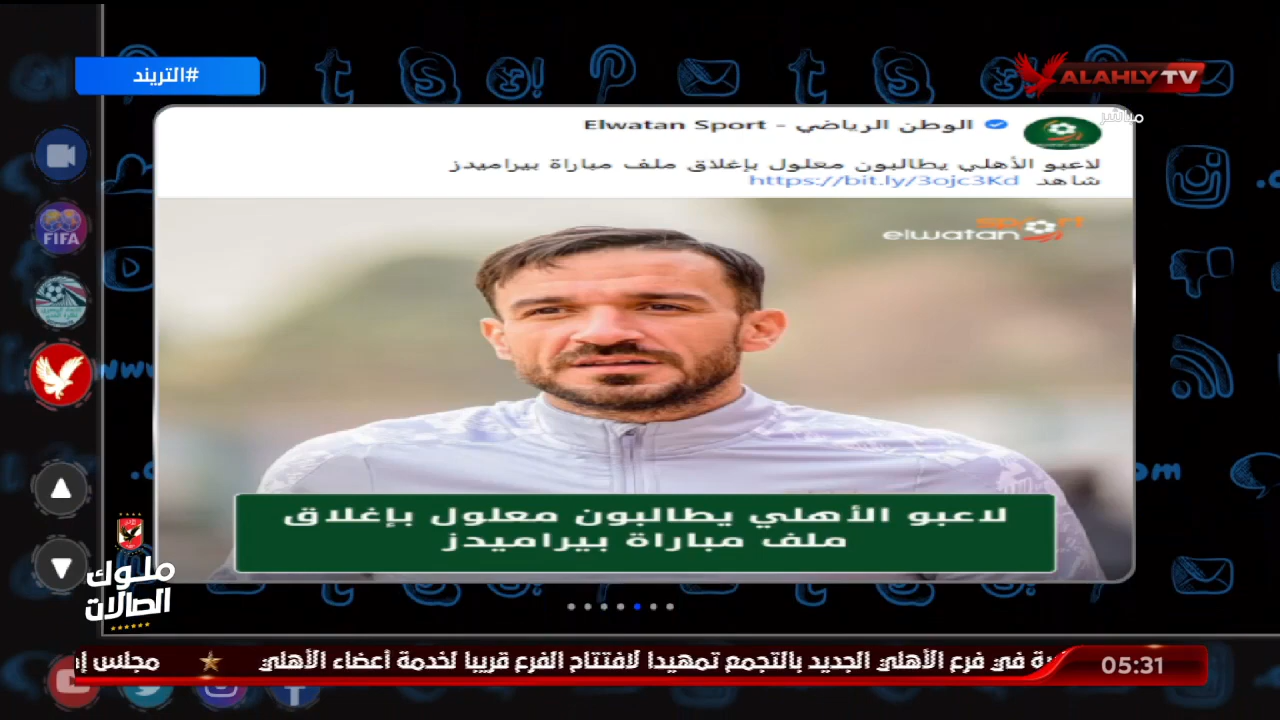 #التريند
ALAHLY TV
مباشر
الوطن الرياضي - Elwatan Sport
لاعبو الأهلي يطالبون معلول بإغلاق ملف مباراة بيراميدز
شاهد https://bit.ly/3ojc3Kd
sport
elwatan
FIFA
لاعبو الأهلي يطالبون معلول بإغلاق
ملف مباراة بيراميدز
ملوك
الصالات
في فرع الأهلي الجديد بالتجمع تمهيدا لافتتاح الفرع قريبا لخدمة أعضاء الأهلي ★ مجلس
05:31